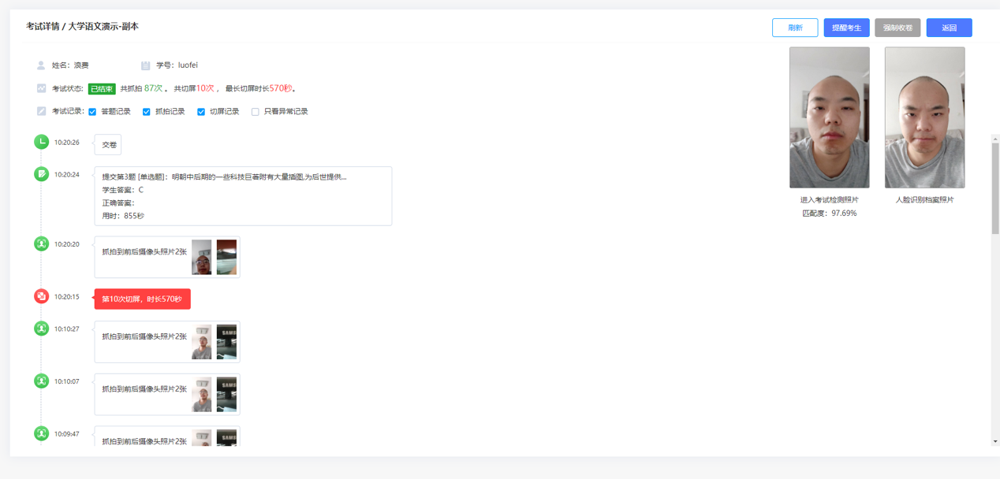 考试详情 / 大学语文演示-副本
刷新
提醒考生
强制收卷
返回
姓名：浪费
学号：luofei
考试状态:
已结束
共抓拍 87次 。 共切屏10次 ， 最长切屏时长570秒。
考试记录：
答题记录
抓拍记录
切屏记录
只看异常记录
10:20:26
交卷
10:20:24
提交第3题 [单选题]：明朝中后期的一些科技巨著附有大量插图,为后世提供...
学生答案：C
正确答案：
用时：855秒
10:20:20
抓拍到前后摄像头照片2张
10:20:15
第10次切屏，时长570秒
10:10:27
抓拍到前后摄像头照片2张
SAMS
10:10:07
抓拍到前后摄像头照片2张
SAMS
10:09:47
抓拍到前后摄像头照片2张
SAMS
进入考试检测照片
匹配度：97.69%
人脸识别档案照片